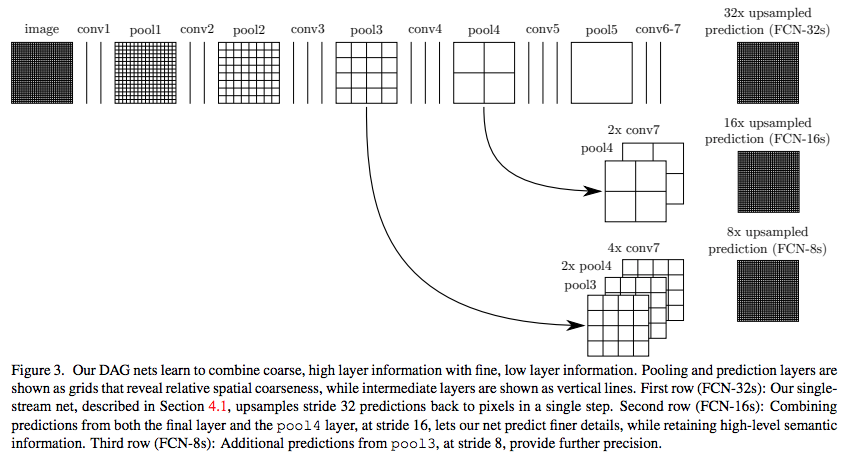 image conv1 pool1 conv2 pool2 conv3 pool3 conv4 pool4 conv5 pool5 conv6-7
32x upsampled
prediction (FCN-32s)
16x upsampled
prediction (FCN-16s)
2x conv7
pool4
8x upsampled
prediction (FCN-8s)
4x conv7
2x pool4
pool3
Figure 3. Our DAG nets learn to combine coarse, high layer information with fine, low layer information. Pooling and prediction layers are
shown as grids that reveal relative spatial coarseness, while intermediate layers are shown as vertical lines. First row (FCN-32s): Our single-
stream net, described in Section 4.1, upsamples stride 32 predictions back to pixels in a single step. Second row (FCN-16s): Combining
predictions from both the final layer and the pool4 layer, at stride 16, lets our net predict finer details, while retaining high-level semantic
information. Third row (FCN-8s): Additional predictions from pool3, at stride 8, provide further precision.